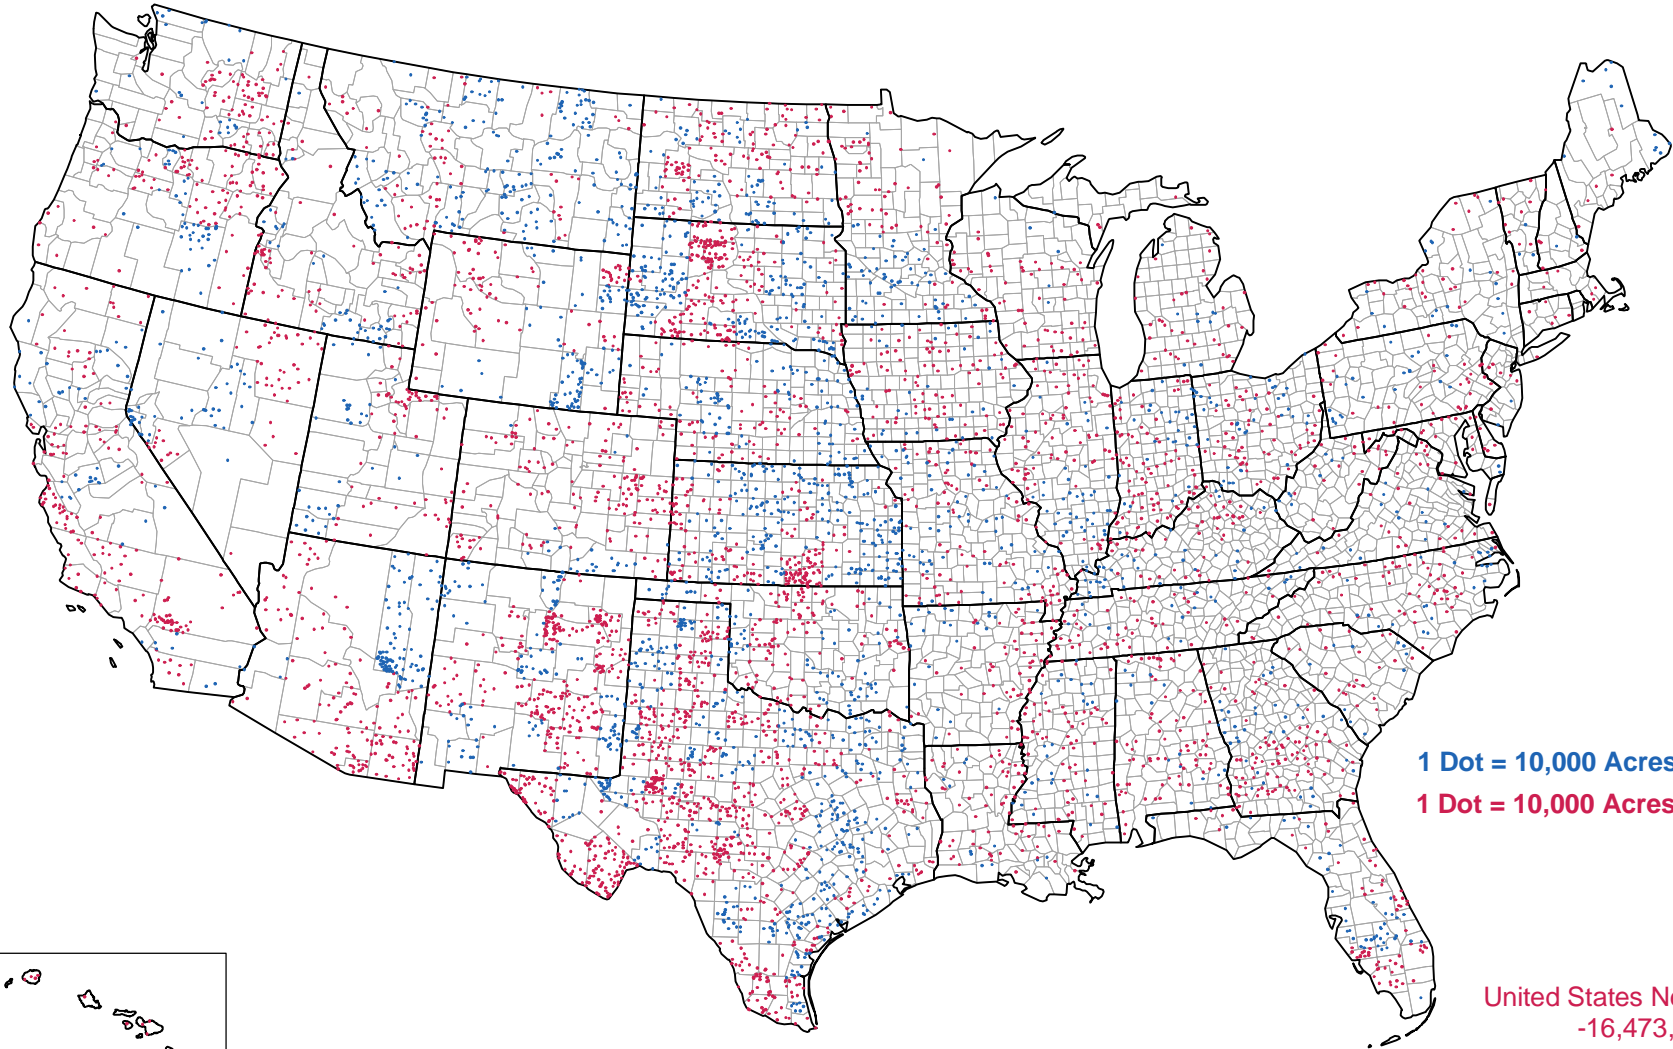 1 Dot = 10,000 Acres
1 Dot = 10,000 Acres
United States
-16,473,